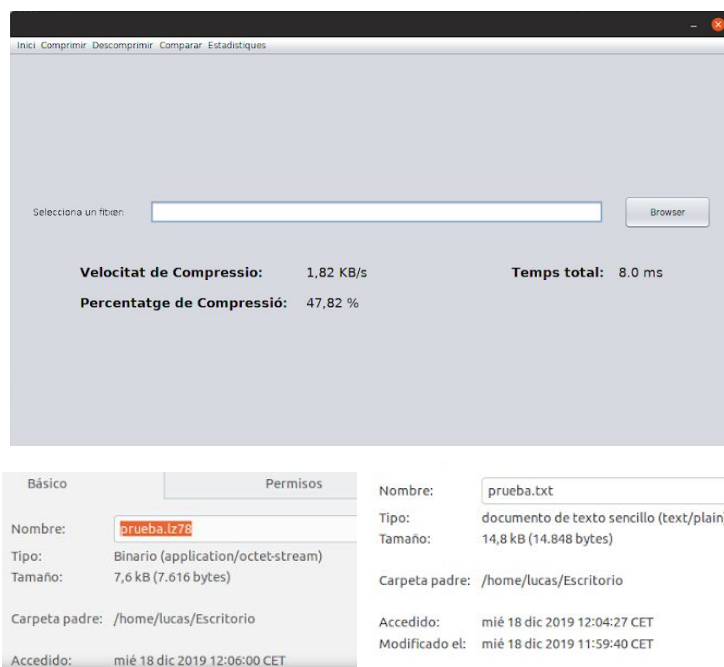 Inici Comprimir Descomprimir Comparar Estadistiques
Selecciona un fitxer:
Browser
Velocitat de Compressio: 1,82 KB/s Temps total: 8.0 ms
Percentatge de Compressió: 47,82 %
Básico Permisos
Nombre: prueba.lz78
Tipo: Binario (application/octet-stream)
Tamaño: 7,6 kB (7.616 bytes)
Carpeta padre: /home/lucas/Escritorio
Accedido: mié 18 dic 2019 12:06:00 CET
Nombre: prueba.txt
Tipo: documento de texto sencillo (text/plain)
Tamaño: 14,8 kB (14.848 bytes)
Carpeta padre: /home/lucas/Escritorio
Accedido: mié 18 dic 2019 12:04:27 CET
Modificado el: mié 18 dic 2019 11:59:40 CET